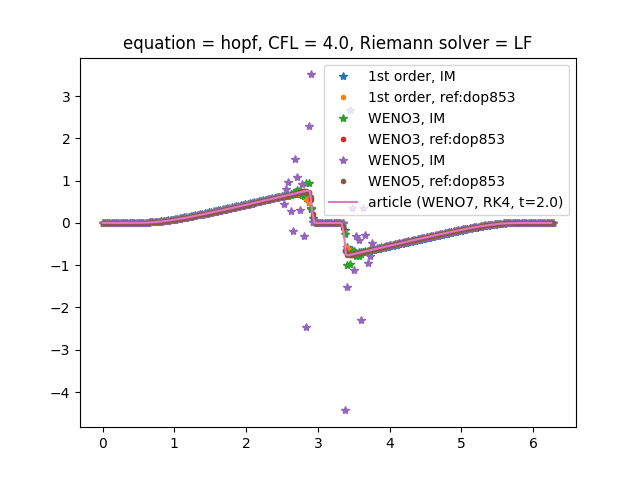 equation = hopf, CFL = 4.0, Riemann solver = LF
1st order, IM
1st order, ref:dop853
WENO3, IM
WENO3, ref:dop853
WENO5, IM
WENO5, ref:dop853
article (WENO7, RK4, t=2.0)
3
2
1
0
−1
−2
−3
−4
0 1 2 3 4 5 6